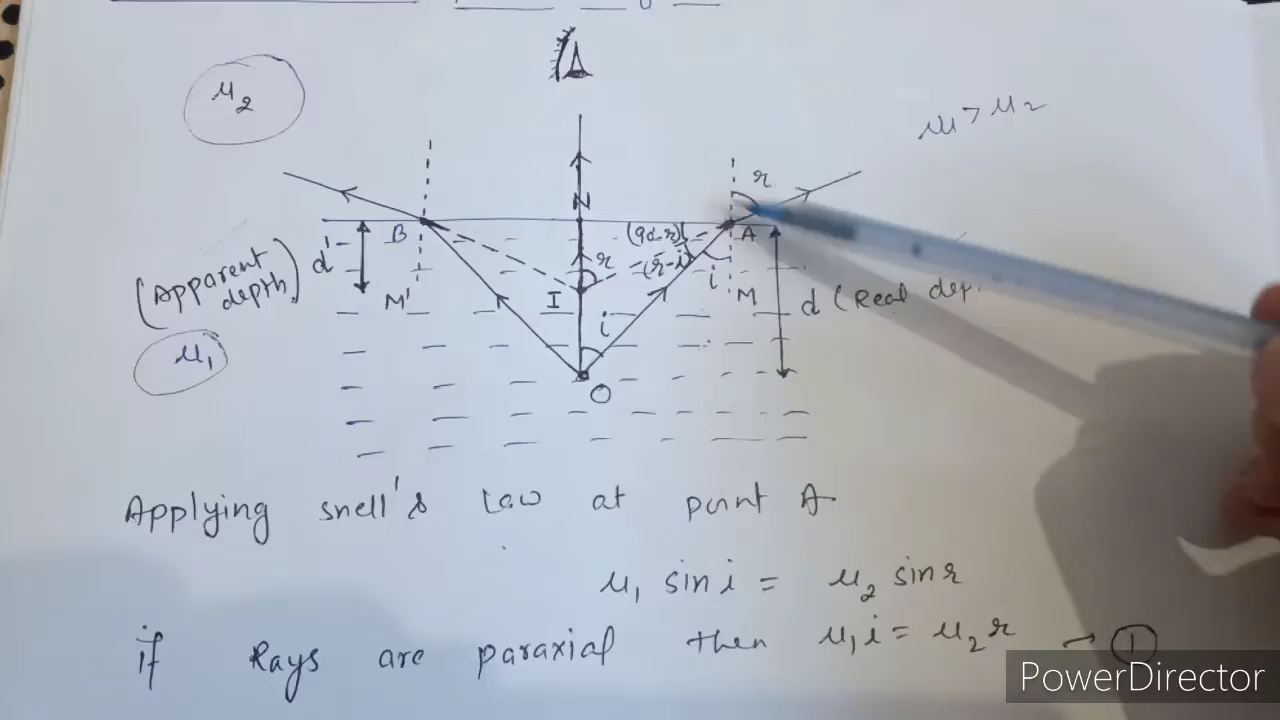 μ₂
μ₁ > μ₂
r
N
B
(90-r)
A
(Apparent depth) d'
r
(r-i)
i
M'
I
M
d (Real dep.
i
μ₁
O
Applying snell's Law at point A
μ₁ sin i = μ₂ sin r
if Rays are paraxial then μ₁ i = μ₂ r → ①
PowerDirector